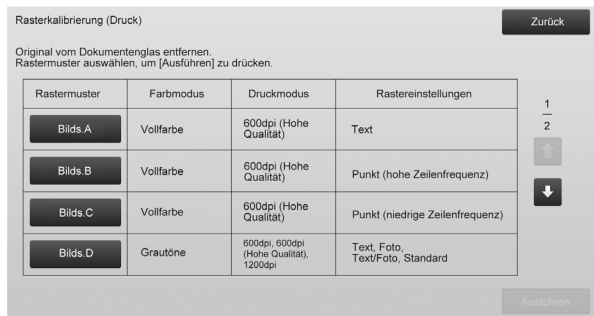 Rasterkalibrierung (Druck)
Zurück
Original vom Dokumentenglas entfernen.
Rastermuster auswählen, um [Ausführen] zu drücken.
Rastermuster Farbmodus Druckmodus Rastereinstellungen
Bilds.A Vollfarbe 600dpi (Hohe
Qualität) Text
Bilds.B Vollfarbe 600dpi (Hohe
Qualität) Punkt (hohe Zeilenfrequenz)
Bilds.C Vollfarbe 600dpi (Hohe
Qualität) Punkt (niedrige Zeilenfrequenz)
Bilds.D Grautöne 600dpi, 600dpi
(Hohe Qualität),
1200dpi
Text, Foto,
Text/Foto, Standard
1
2
Ausführen